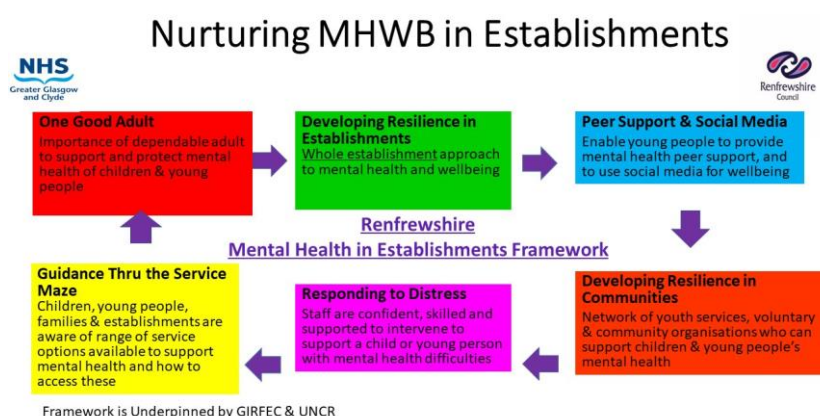 Nurturing MHWB in Establishments
NHS
Greater Glasgow
and Clyde
Renfrewshire
Council
One Good Adult
Importance of dependable adult
to support and protect mental
health of children & young
people
Developing Resilience in
Establishments
Whole establishment approach
to mental health and wellbeing
Peer Support & Social Media
Enable young people to provide
mental health peer support, and
to use social media for wellbeing
Renfrewshire
Mental Health in Establishments Framework
Guidance Thru the Service
Maze
Children, young people,
families & establishments are
aware of range of service
options available to support
mental health and how to
access these
Responding to Distress
Staff are confident, skilled and
supported to intervene to
support a child or young person
with mental health difficulties
Developing Resilience in
Communities
Network of youth services, voluntary
& community organisations who can
support children & young people's
mental health
Framework is Underpinned by GIRFEC & UNCR